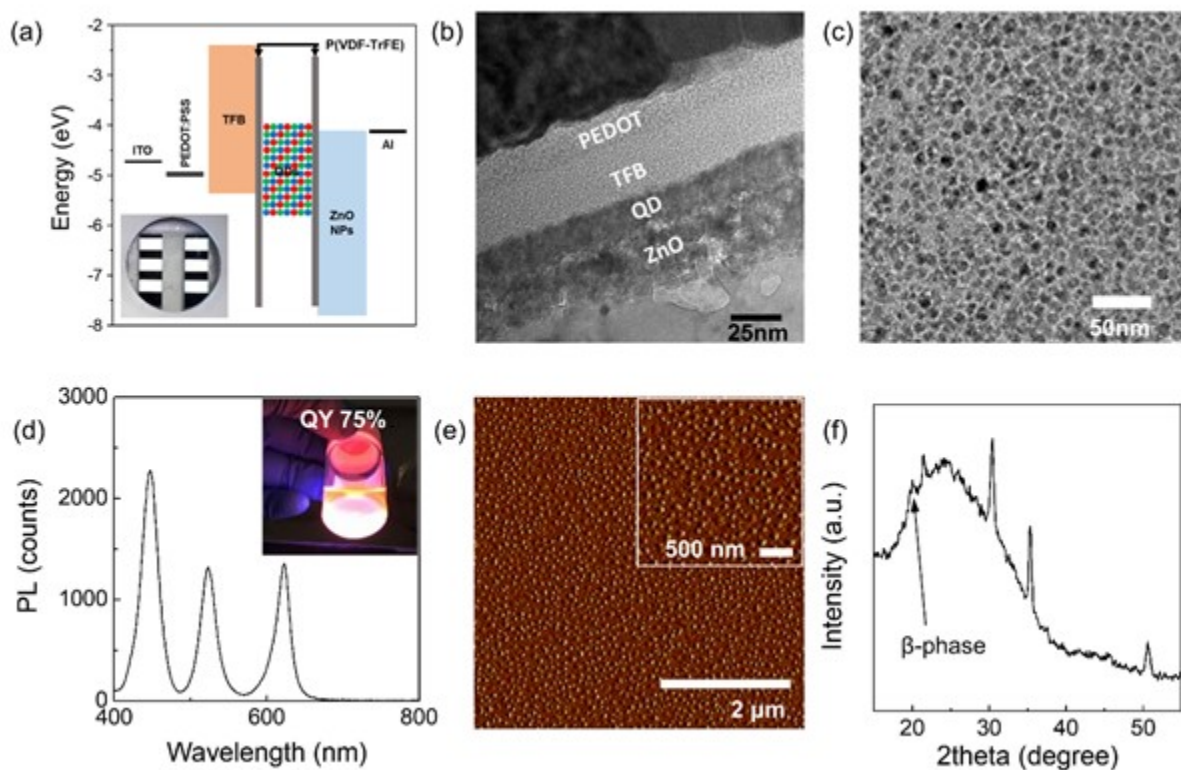 (a)
-2
-3
-4
-5
-6
-7
-8
Energy (eV)
ITO
PEDOT:PSS
TFB
P(VDF-TrFE)
QDs
ZnO
NPs
Al
(b)
PEDOT
TFB
QD
ZnO
25nm
(c)
50nm
(d)
3000
2000
1000
0
PL (counts)
400
600
800
Wavelength (nm)
QY 75%
(e)
500 nm
2 μm
(f)
Intensity (a.u.)
β-phase
20
30
40
50
2theta (degree)